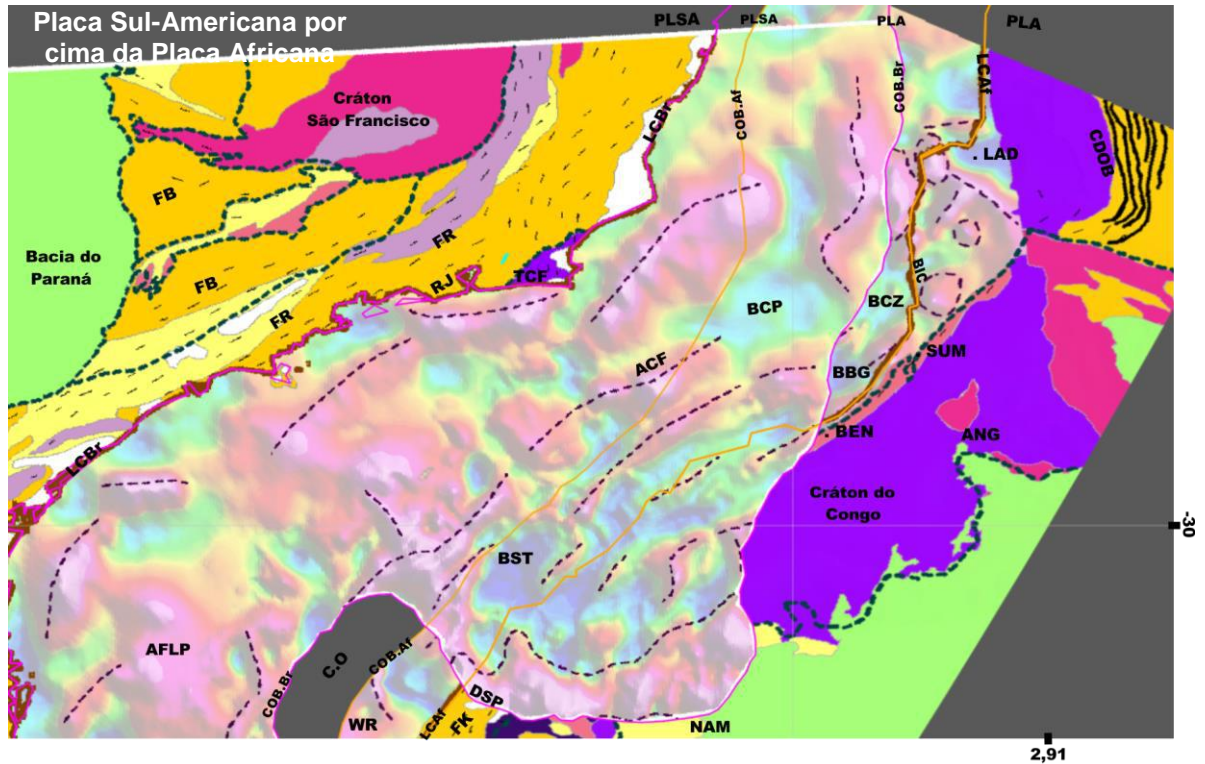 Placa Sul-Americana por
cima da Placa Africana
PLSA
PLSA
PLA
PLA
Cráton
São Francisco
LCBr
COB.Af
COB.Br
LCAf
LAD
CDOB
FB
FR
TCF
Bacia do
Paraná
FB
RJ
FR
BIC
BCP
BCZ
SUM
ACF
BBG
BEN
ANG
LCBr
Cráton do
Congo
-30
BST
AFLP
COB.Br
C.O
COB.Af
WR
LCAf
FK
DSP
NAM
2,91